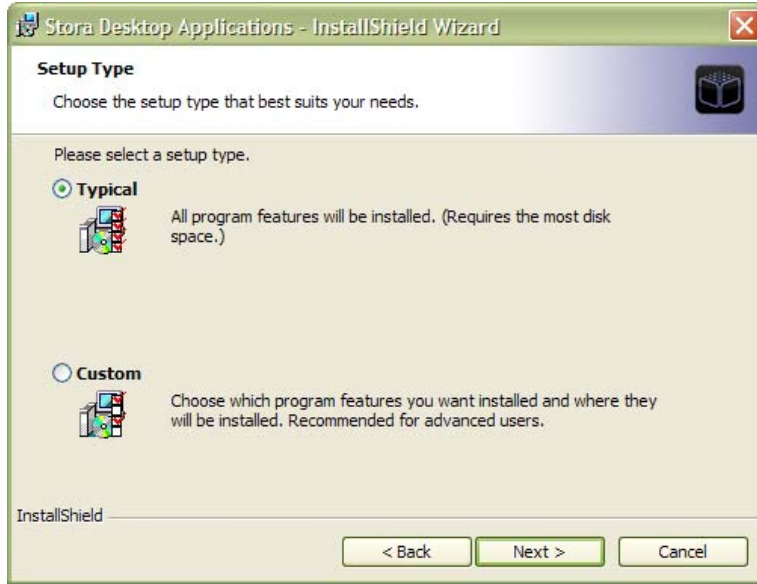 Stora Desktop Applications - InstallShield Wizard
Setup Type
Choose the setup type that best suits your needs.
Please select a setup type.
Typical
All program features will be installed. (Requires the most disk
space.)
Custom
Choose which program features you want installed and where they
will be installed. Recommended for advanced users.
InstallShield
< Back
Next >
Cancel